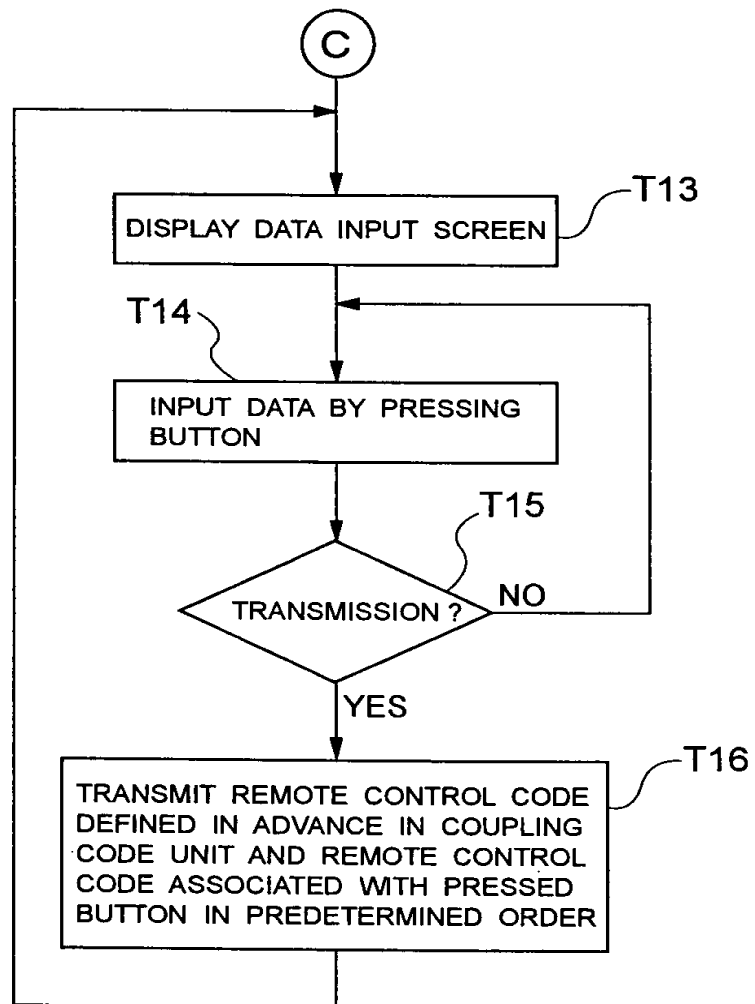 C
T13
DISPLAY DATA INPUT SCREEN
T14
INPUT DATA BY PRESSING
BUTTON
T15
TRANSMISSION ?
NO
YES
T16
TRANSMIT REMOTE CONTROL CODE
DEFINED IN ADVANCE IN COUPLING
CODE UNIT AND REMOTE CONTROL
CODE ASSOCIATED WITH PRESSED
BUTTON IN PREDETERMINED ORDER